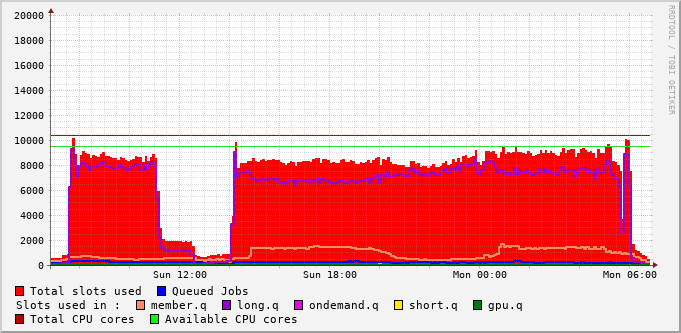 20000
18000
16000
14000
12000
10000
8000
6000
4000
2000
0
Sun 12:00 Sun 18:00 Mon 00:00 Mon 06:00
RRDTOOL / TOBI OETIKER
Total slots used Queued Jobs
Slots used in : member.q long.q ondemand.q short.q gpu.q
Total CPU cores Available CPU cores